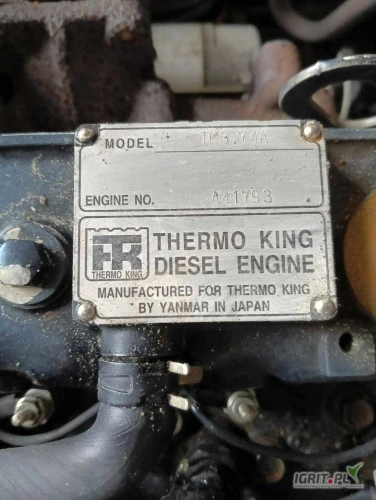 MODEL TK3.74A
ENGINE NO. A41793
TK
THERMO KING
THERMO KING
DIESEL ENGINE
MANUFACTURED FOR THERMO KING
BY YANMAR IN JAPAN
IGRIT.PL